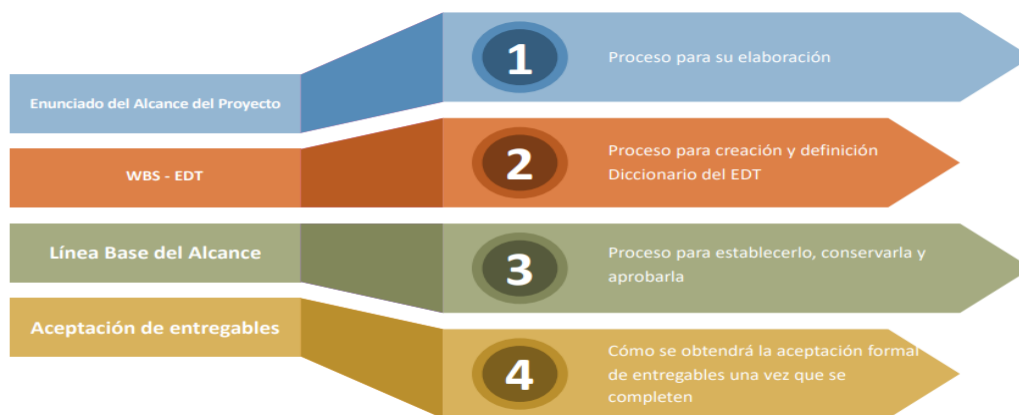 Enunciado del Alcance del Proyecto
1
Proceso para su elaboración
WBS - EDT
2
Proceso para creación y definición
Diccionario del EDT
Línea Base del Alcance
3
Proceso para establecerlo, conservarla y
aprobarla
Aceptación de entregables
4
Cómo se obtendrá la aceptación formal
de entregables una vez que se
completen